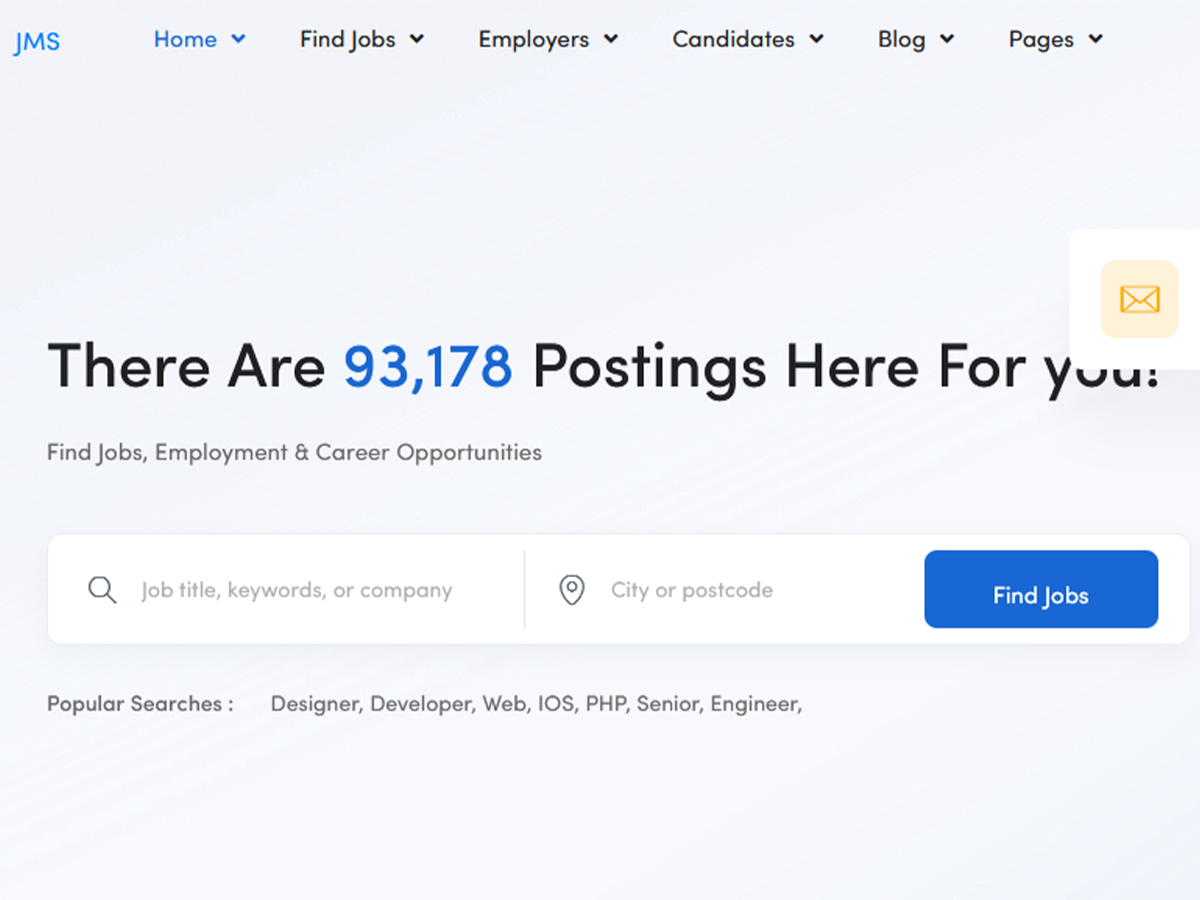 JMS Home Find Jobs Employers Candidates Blog Pages
There Are 93,178 Postings Here For you!
Find Jobs, Employment & Career Opportunities
Job title, keywords, or company City or postcode Find Jobs
Popular Searches : Designer, Developer, Web, IOS, PHP, Senior, Engineer,